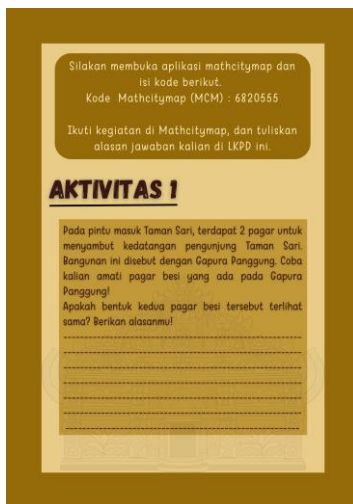 Silakan membuka aplikasi mathcitymap dan
isi kode berikut.
Kode Mathcitymap (MCM) : 6820555
Ikuti kegiatan di Mathcitymap, dan tuliskan
alasan jawaban kalian di LKPD ini.
AKTIVITAS 1
Pada pintu masuk Taman Sari, terdapat 2 pagar untuk
menyambut kedatangan pengunjung Taman Sari.
Bangunan ini disebut dengan Gapura Panggung. Coba
kalian amati pagar besi yang ada pada Gapura
Panggung!
Apakah bentuk kedua pagar besi tersebut terlihat
sama? Berikan alasanmu!